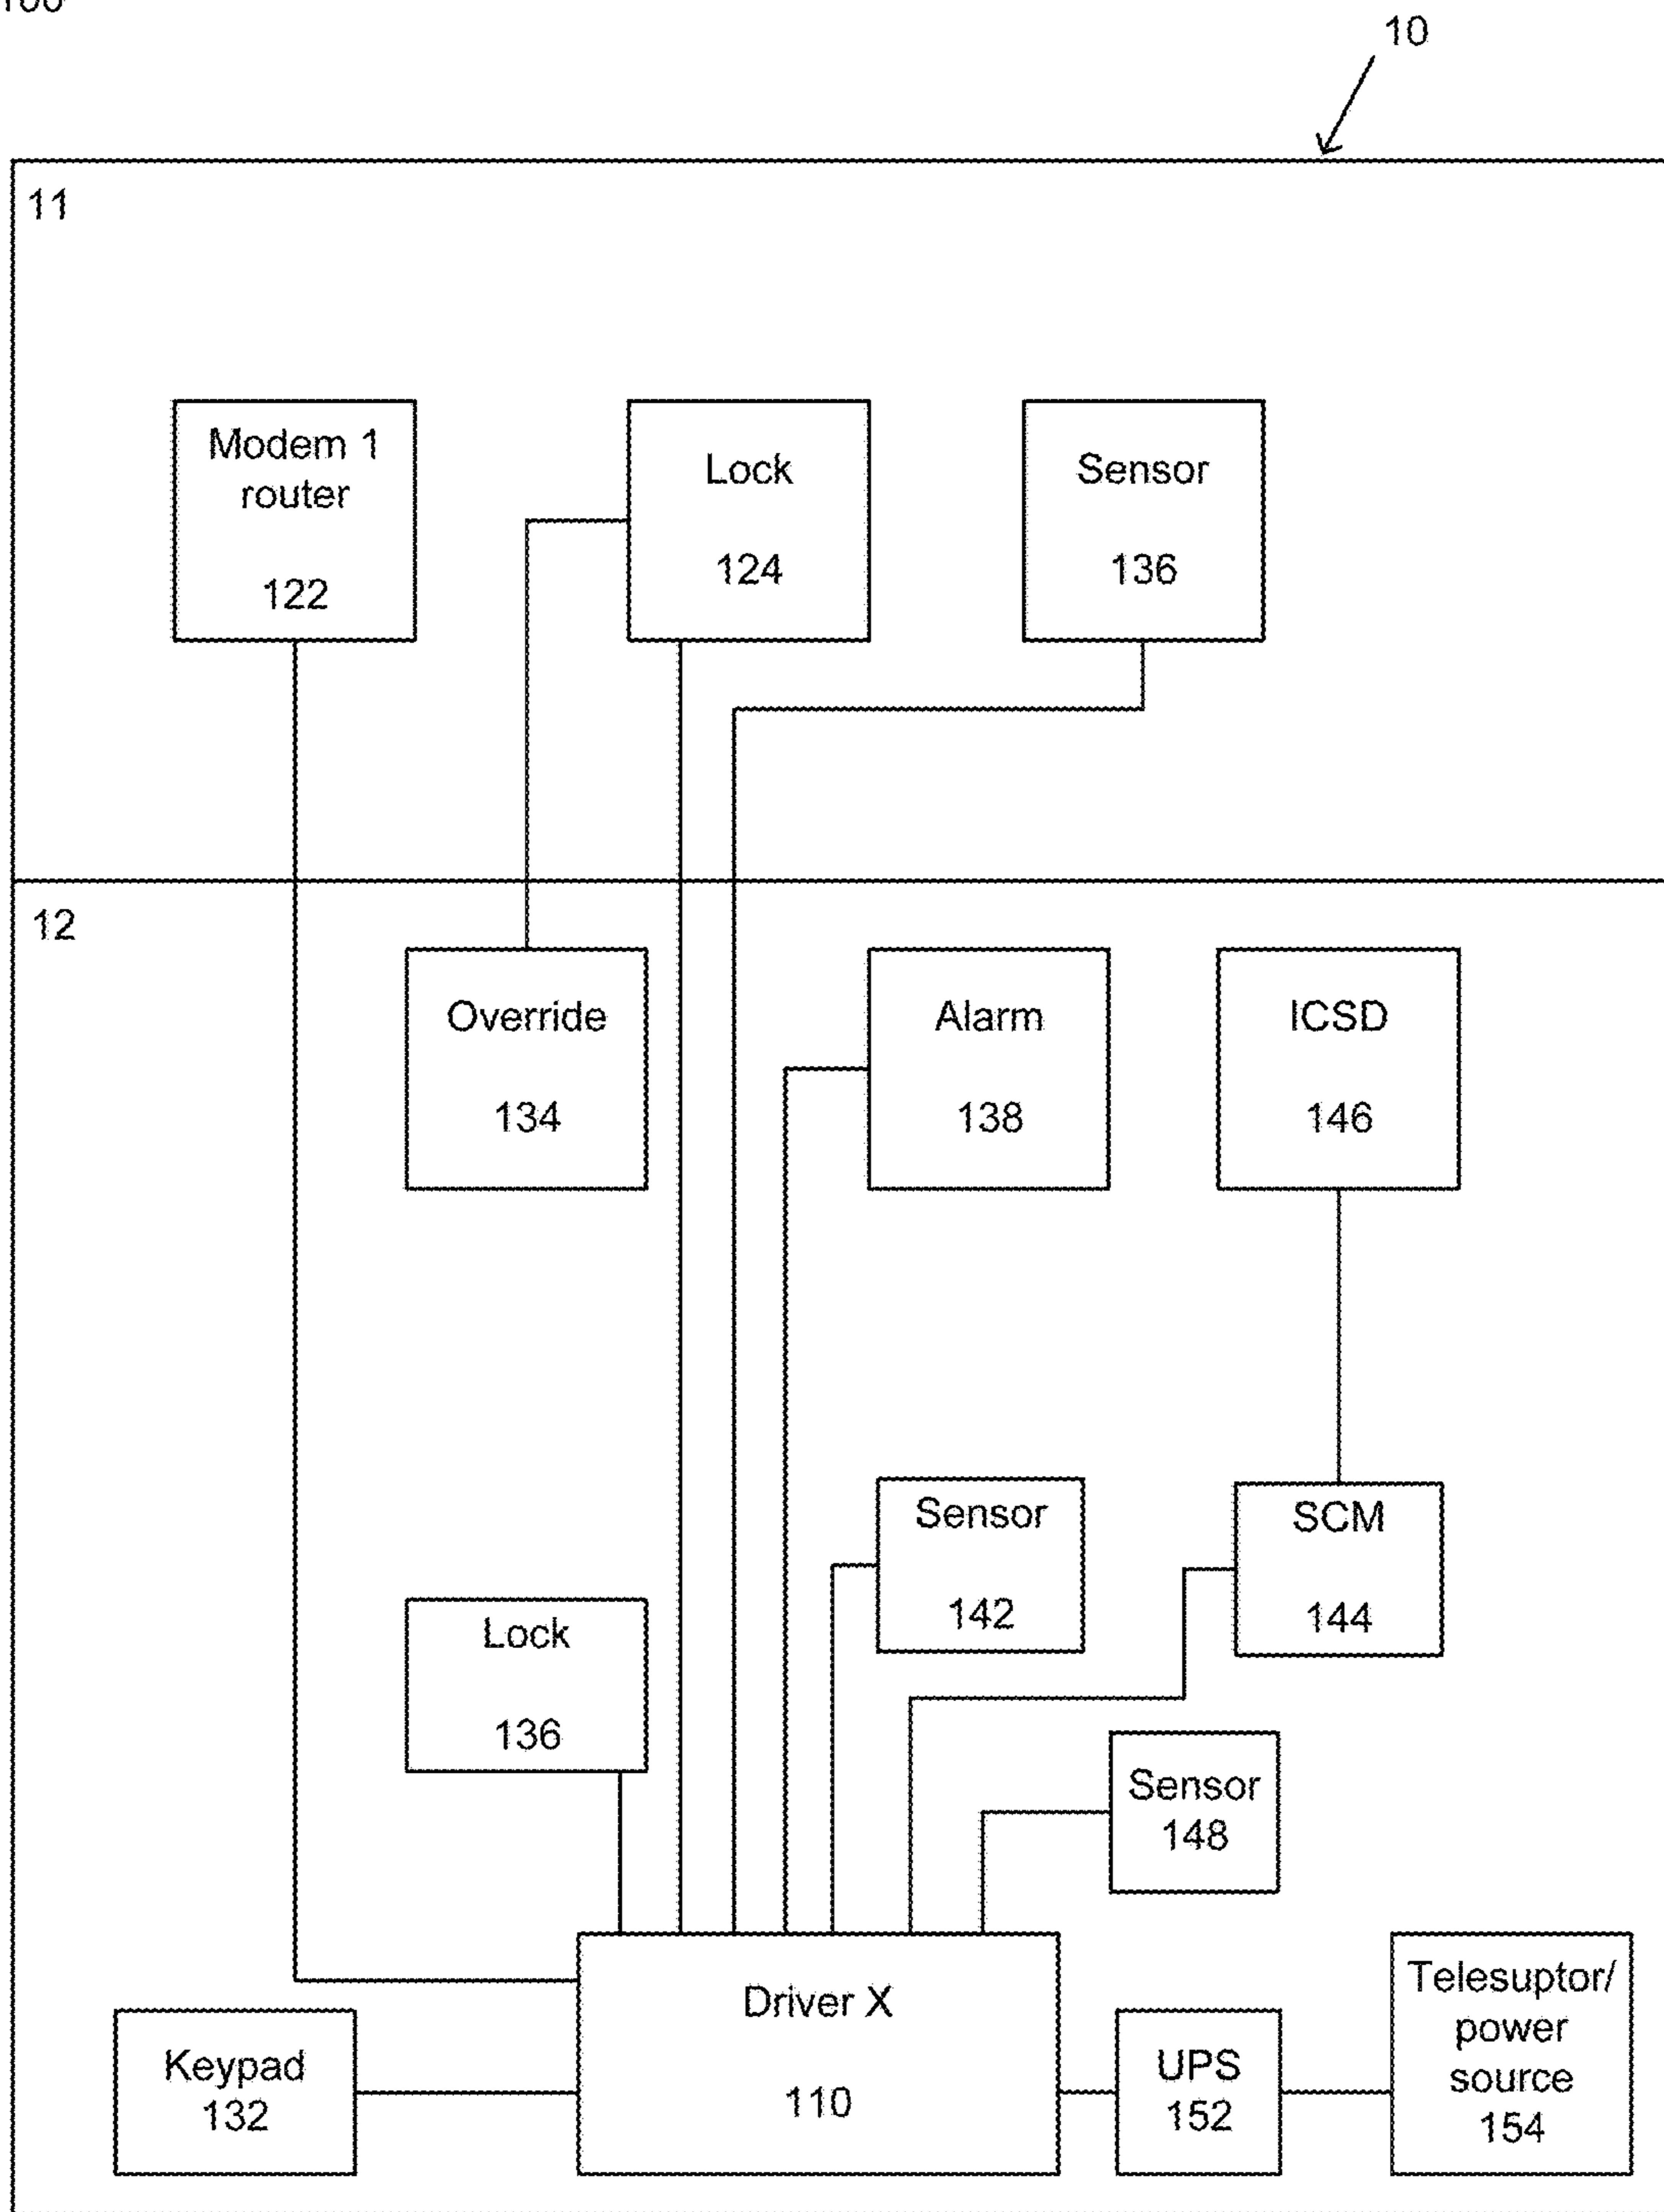 10
11
Modem 1
router
122
Lock
124
Sensor
136
12
Override
134
Alarm
138
ICSD
146
Sensor
142
SCM
144
Lock
136
Sensor
148
Driver X
110
Keypad
132
UPS
152
Telesuptor/
power
source
154